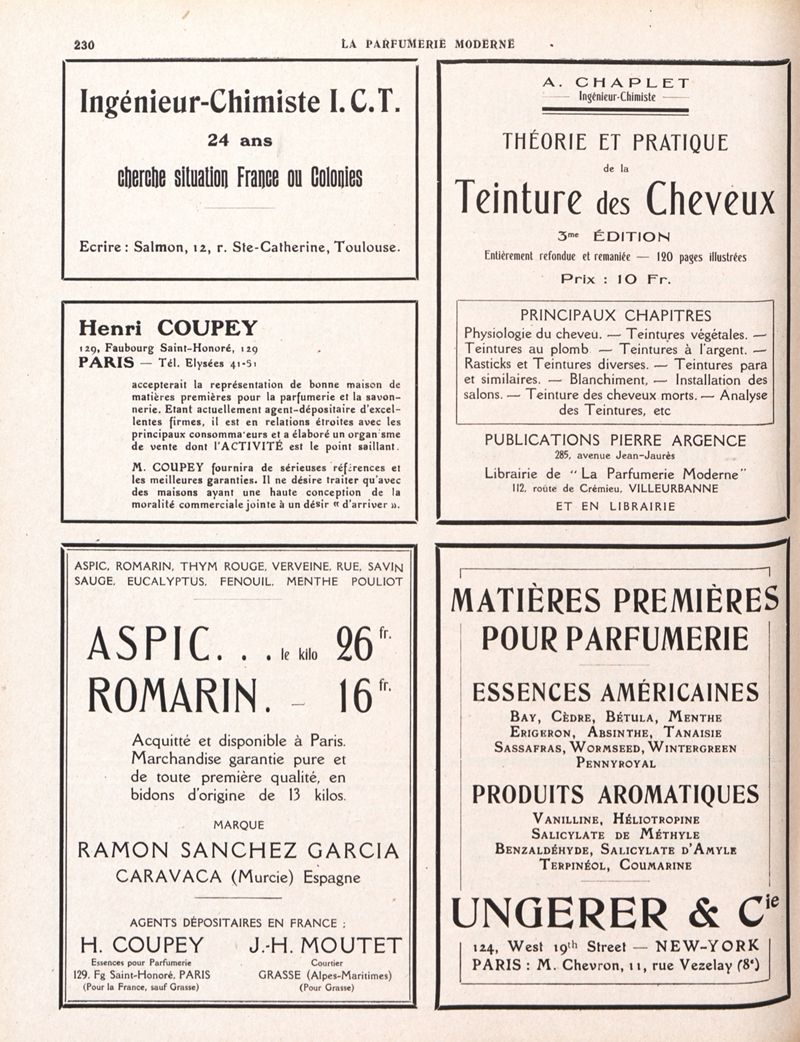 230
LA PARFUMERIE MODERNE
Ingénieur-Chimiste I.C.T.
24 ans
cherche situation France ou Colonies
Ecrire : Salmon, 12, r. Ste-Catherine, Toulouse.
Henri COUPEY
129, Faubourg Saint-Honoré, 129
PARIS — Tél. Elysées 41-51
accepterait la représentation de bonne maison de
matières premières pour la parfumerie et la savon-
nerie. Etant actuellement agent-dépositaire d'excel-
lentes firmes, il est en relations étroites avec les
principaux consommateurs et a élaboré un organisme
de vente dont l'ACTIVITÉ est le point saillant.
M. COUPEY fournira de sérieuses références et
les meilleures garanties. Il ne désire traiter qu'avec
des maisons ayant une haute conception de la
moralité commerciale jointe à un désir « d'arriver ».
ASPIC, ROMARIN, THYM ROUGE, VERVEINE, RUE, SAVIN
SAUGE, EUCALYPTUS, FENOUIL, MENTHE POULIOT
ASPIC. . . le kilo 26 fr.
ROMARIN. — 16 fr.
Acquitté et disponible à Paris.
Marchandise garantie pure et
de toute première qualité, en
bidons d'origine de 13 kilos.
MARQUE
RAMON SANCHEZ GARCIA
CARAVACA (Murcie) Espagne
AGENTS DÉPOSITAIRES EN FRANCE :
H. COUPEY
Essences pour Parfumerie
129. Fg Saint-Honoré, PARIS
(Pour la France, sauf Grasse)
J.-H. MOUTET
Courtier
GRASSE (Alpes-Maritimes)
(Pour Grasse)
A. CHAPLET
Ingénieur-Chimiste
THÉORIE ET PRATIQUE
de la
Teinture des Cheveux
3me ÉDITION
Entièrement refondue et remaniée — 120 pages illustrées
Prix : 10 Fr.
PRINCIPAUX CHAPITRES
Physiologie du cheveu. — Teintures végétales. —
Teintures au plomb — Teintures à l'argent. —
Rasticks et Teintures diverses. — Teintures para
et similaires. — Blanchiment, — Installation des
salons. — Teinture des cheveux morts. — Analyse
des Teintures, etc
PUBLICATIONS PIERRE ARGENCE
285, avenue Jean-Jaurès
Librairie de “La Parfumerie Moderne”
112, route de Crémieu, VILLEURBANNE
ET EN LIBRAIRIE
MATIÈRES PREMIÈRES
POUR PARFUMERIE
ESSENCES AMÉRICAINES
BAY, CÈDRE, BÉTULA, MENTHE
ERIGERON, ABSINTHE, TANAISIE
SASSAFRAS, WORMSEED, WINTERGREEN
PENNYROYAL
PRODUITS AROMATIQUES
VANILLINE, HÉLIOTROPINE
SALICYLATE DE MÉTHYLE
BENZALDÉHYDE, SALICYLATE D'AMYLE
TERPINÉOL, COUMARINE
UNGERER & Cie
124, West 19th Street — NEW-YORK
PARIS : M. Chevron, 11, rue Vezelay (8e)